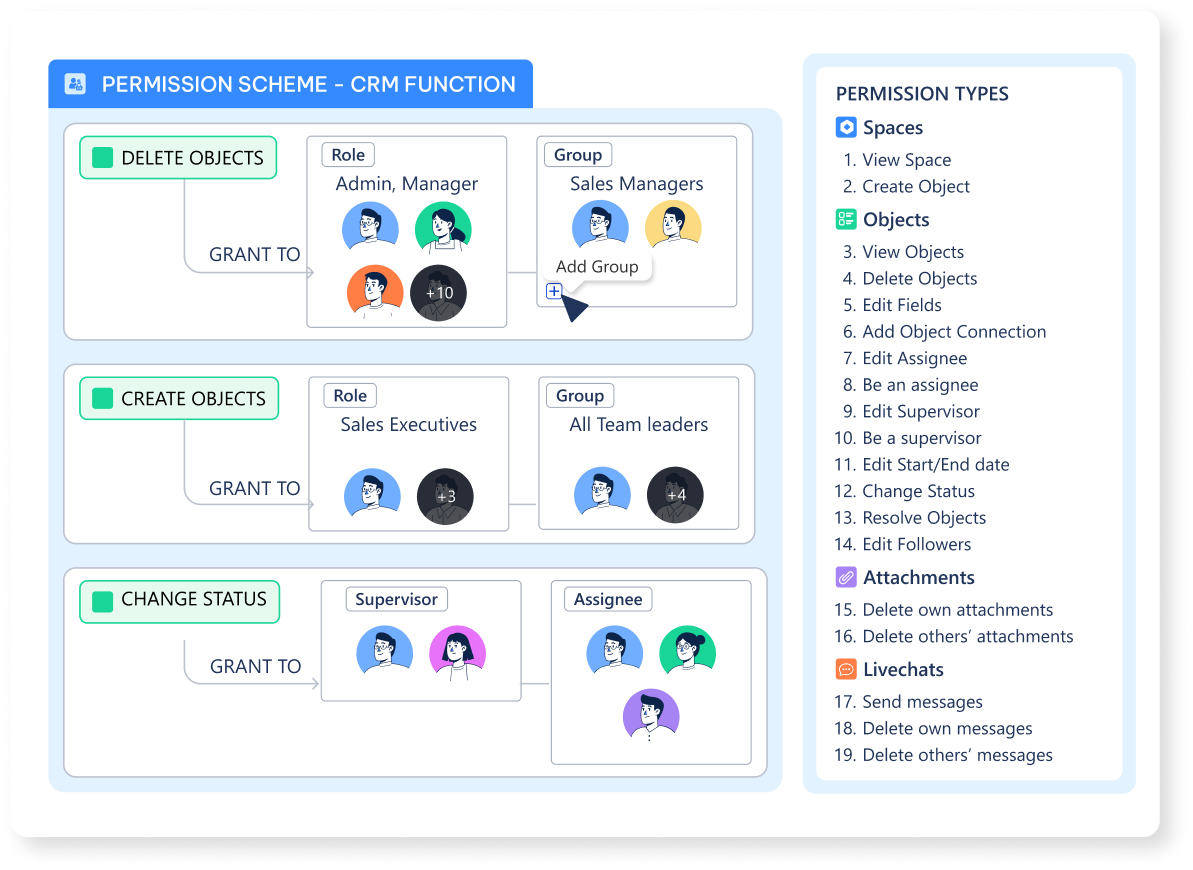 PERMISSION SCHEME - CRM FUNCTION
DELETE OBJECTS
GRANT TO
Role
Admin, Manager
+10
Group
Sales Managers
Add Group
CREATE OBJECTS
GRANT TO
Role
Sales Executives
+3
Group
All Team leaders
+4
CHANGE STATUS
GRANT TO
Supervisor
Assignee
PERMISSION TYPES
Spaces
1. View Space
2. Create Object
Objects
3. View Objects
4. Delete Objects
5. Edit Fields
6. Add Object Connection
7. Edit Assignee
8. Be an assignee
9. Edit Supervisor
10. Be a supervisor
11. Edit Start/End date
12. Change Status
13. Resolve Objects
14. Edit Followers
Attachments
15. Delete own attachments
16. Delete others’ attachments
Livechats
17. Send messages
18. Delete own messages
19. Delete others’ messages